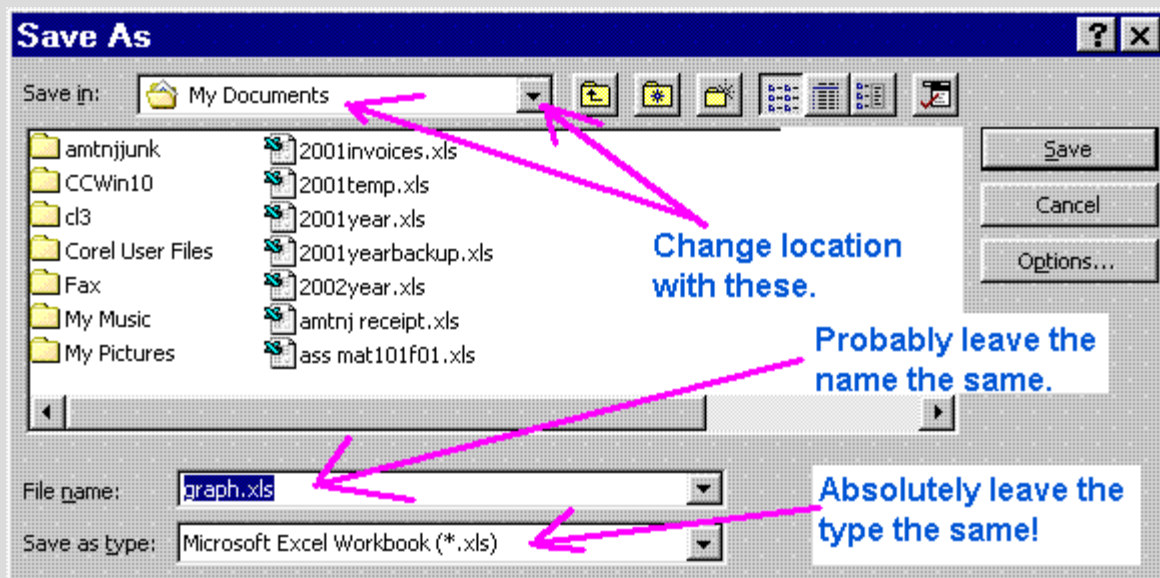 Save As
Save in: My Documents
amtnjjunk
CCWin10
cl3
Corel User Files
Fax
My Music
My Pictures
2001invoices.xls
2001temp.xls
2001year.xls
2001yearbackup.xls
2002year.xls
amtnj receipt.xls
ass mat101f01.xls
Save
Cancel
Options...
Change location
with these.
Probably leave the
name the same.
File name: graph.xls
Save as type: Microsoft Excel Workbook (*.xls)
Absolutely leave the
type the same!